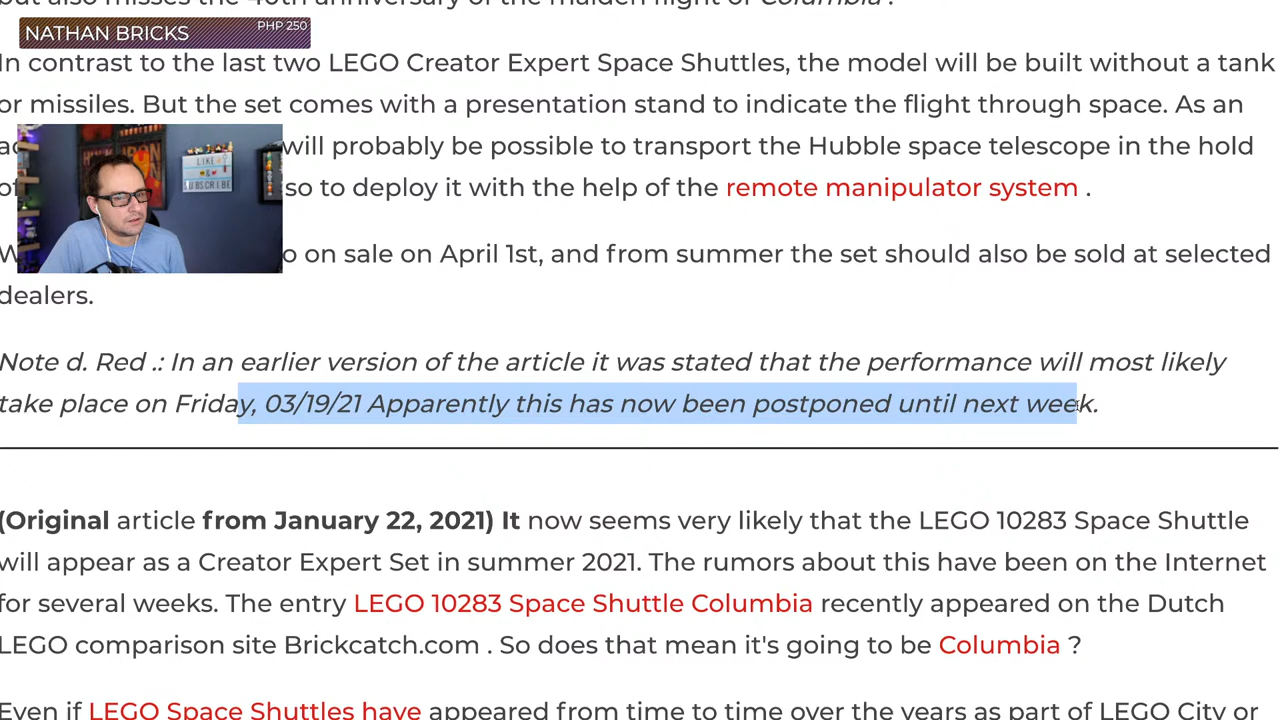 but also misses the 40th anniversary of the maiden flight of Columbia .
NATHAN BRICKS PHP 250
In contrast to the last two LEGO Creator Expert Space Shuttles, the model will be built without a tank
or missiles. But the set comes with a presentation stand to indicate the flight through space. As an
will probably be possible to transport the Hubble space telescope in the hold
LIKE
&
SUBSCRIBE
so to deploy it with the help of the remote manipulator system .
o on sale on April 1st, and from summer the set should also be sold at selected
dealers.
Note d. Red .: In an earlier version of the article it was stated that the performance will most likely
take place on Friday, 03/19/21 Apparently this has now been postponed until next week.
(Original article from January 22, 2021) It now seems very likely that the LEGO 10283 Space Shuttle
will appear as a Creator Expert Set in summer 2021. The rumors about this have been on the Internet
for several weeks. The entry LEGO 10283 Space Shuttle Columbia recently appeared on the Dutch
LEGO comparison site Brickcatch.com . So does that mean it's going to be Columbia ?
Even if LEGO Space Shuttles have appeared from time to time over the years as part of LEGO City or